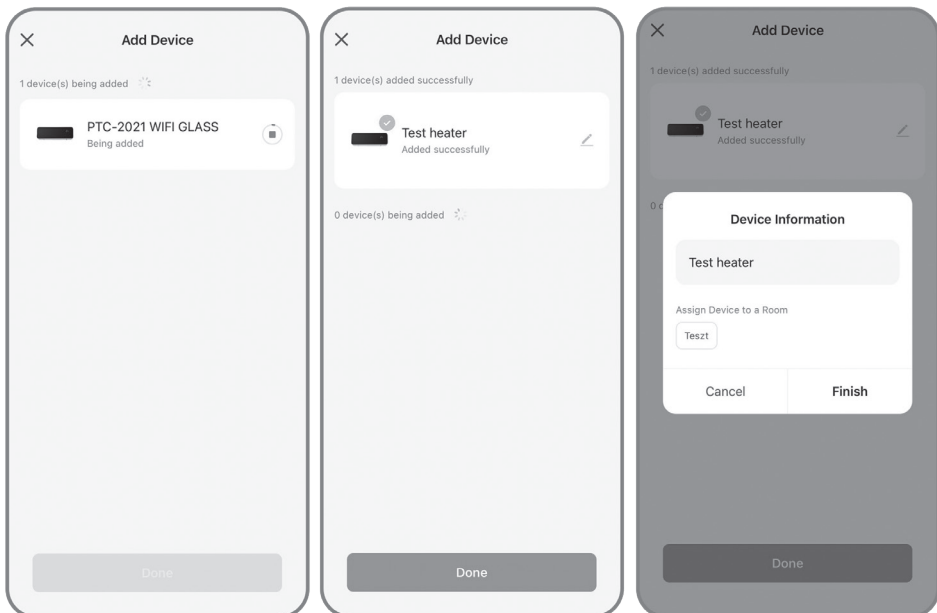 Add Device
1 device(s) being added
PTC-2021 WIFI GLASS
Being added
Done
Add Device
1 device(s) added successfully
Test heater
Added successfully
0 device(s) being added
Done
Add Device
1 device(s) added successfully
Test heater
Added successfully
0
Device Information
Test heater
Assign Device to a Room
Teszt
Cancel Finish
Done